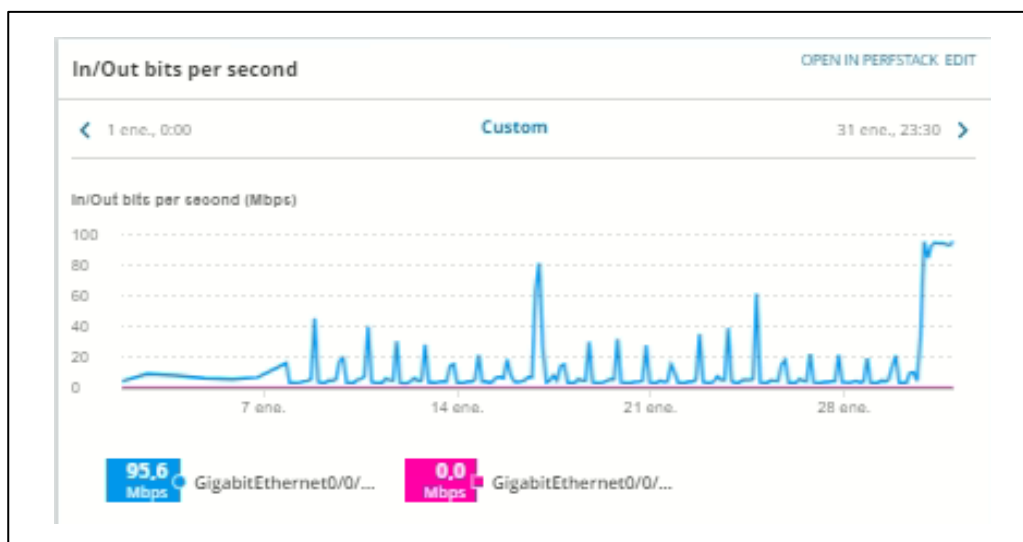 In/Out bits per second
OPEN IN PERFSTACK EDIT
1 ene., 0:00
Custom
31 ene., 23:30
In/Out bits per second (Mbps)
100
80
60
40
20
0
7 ene.
14 ene.
21 ene.
28 ene.
95,6
Mbps
GigabitEthernet0/0/...
0,0
Mbps
GigabitEthernet0/0/...